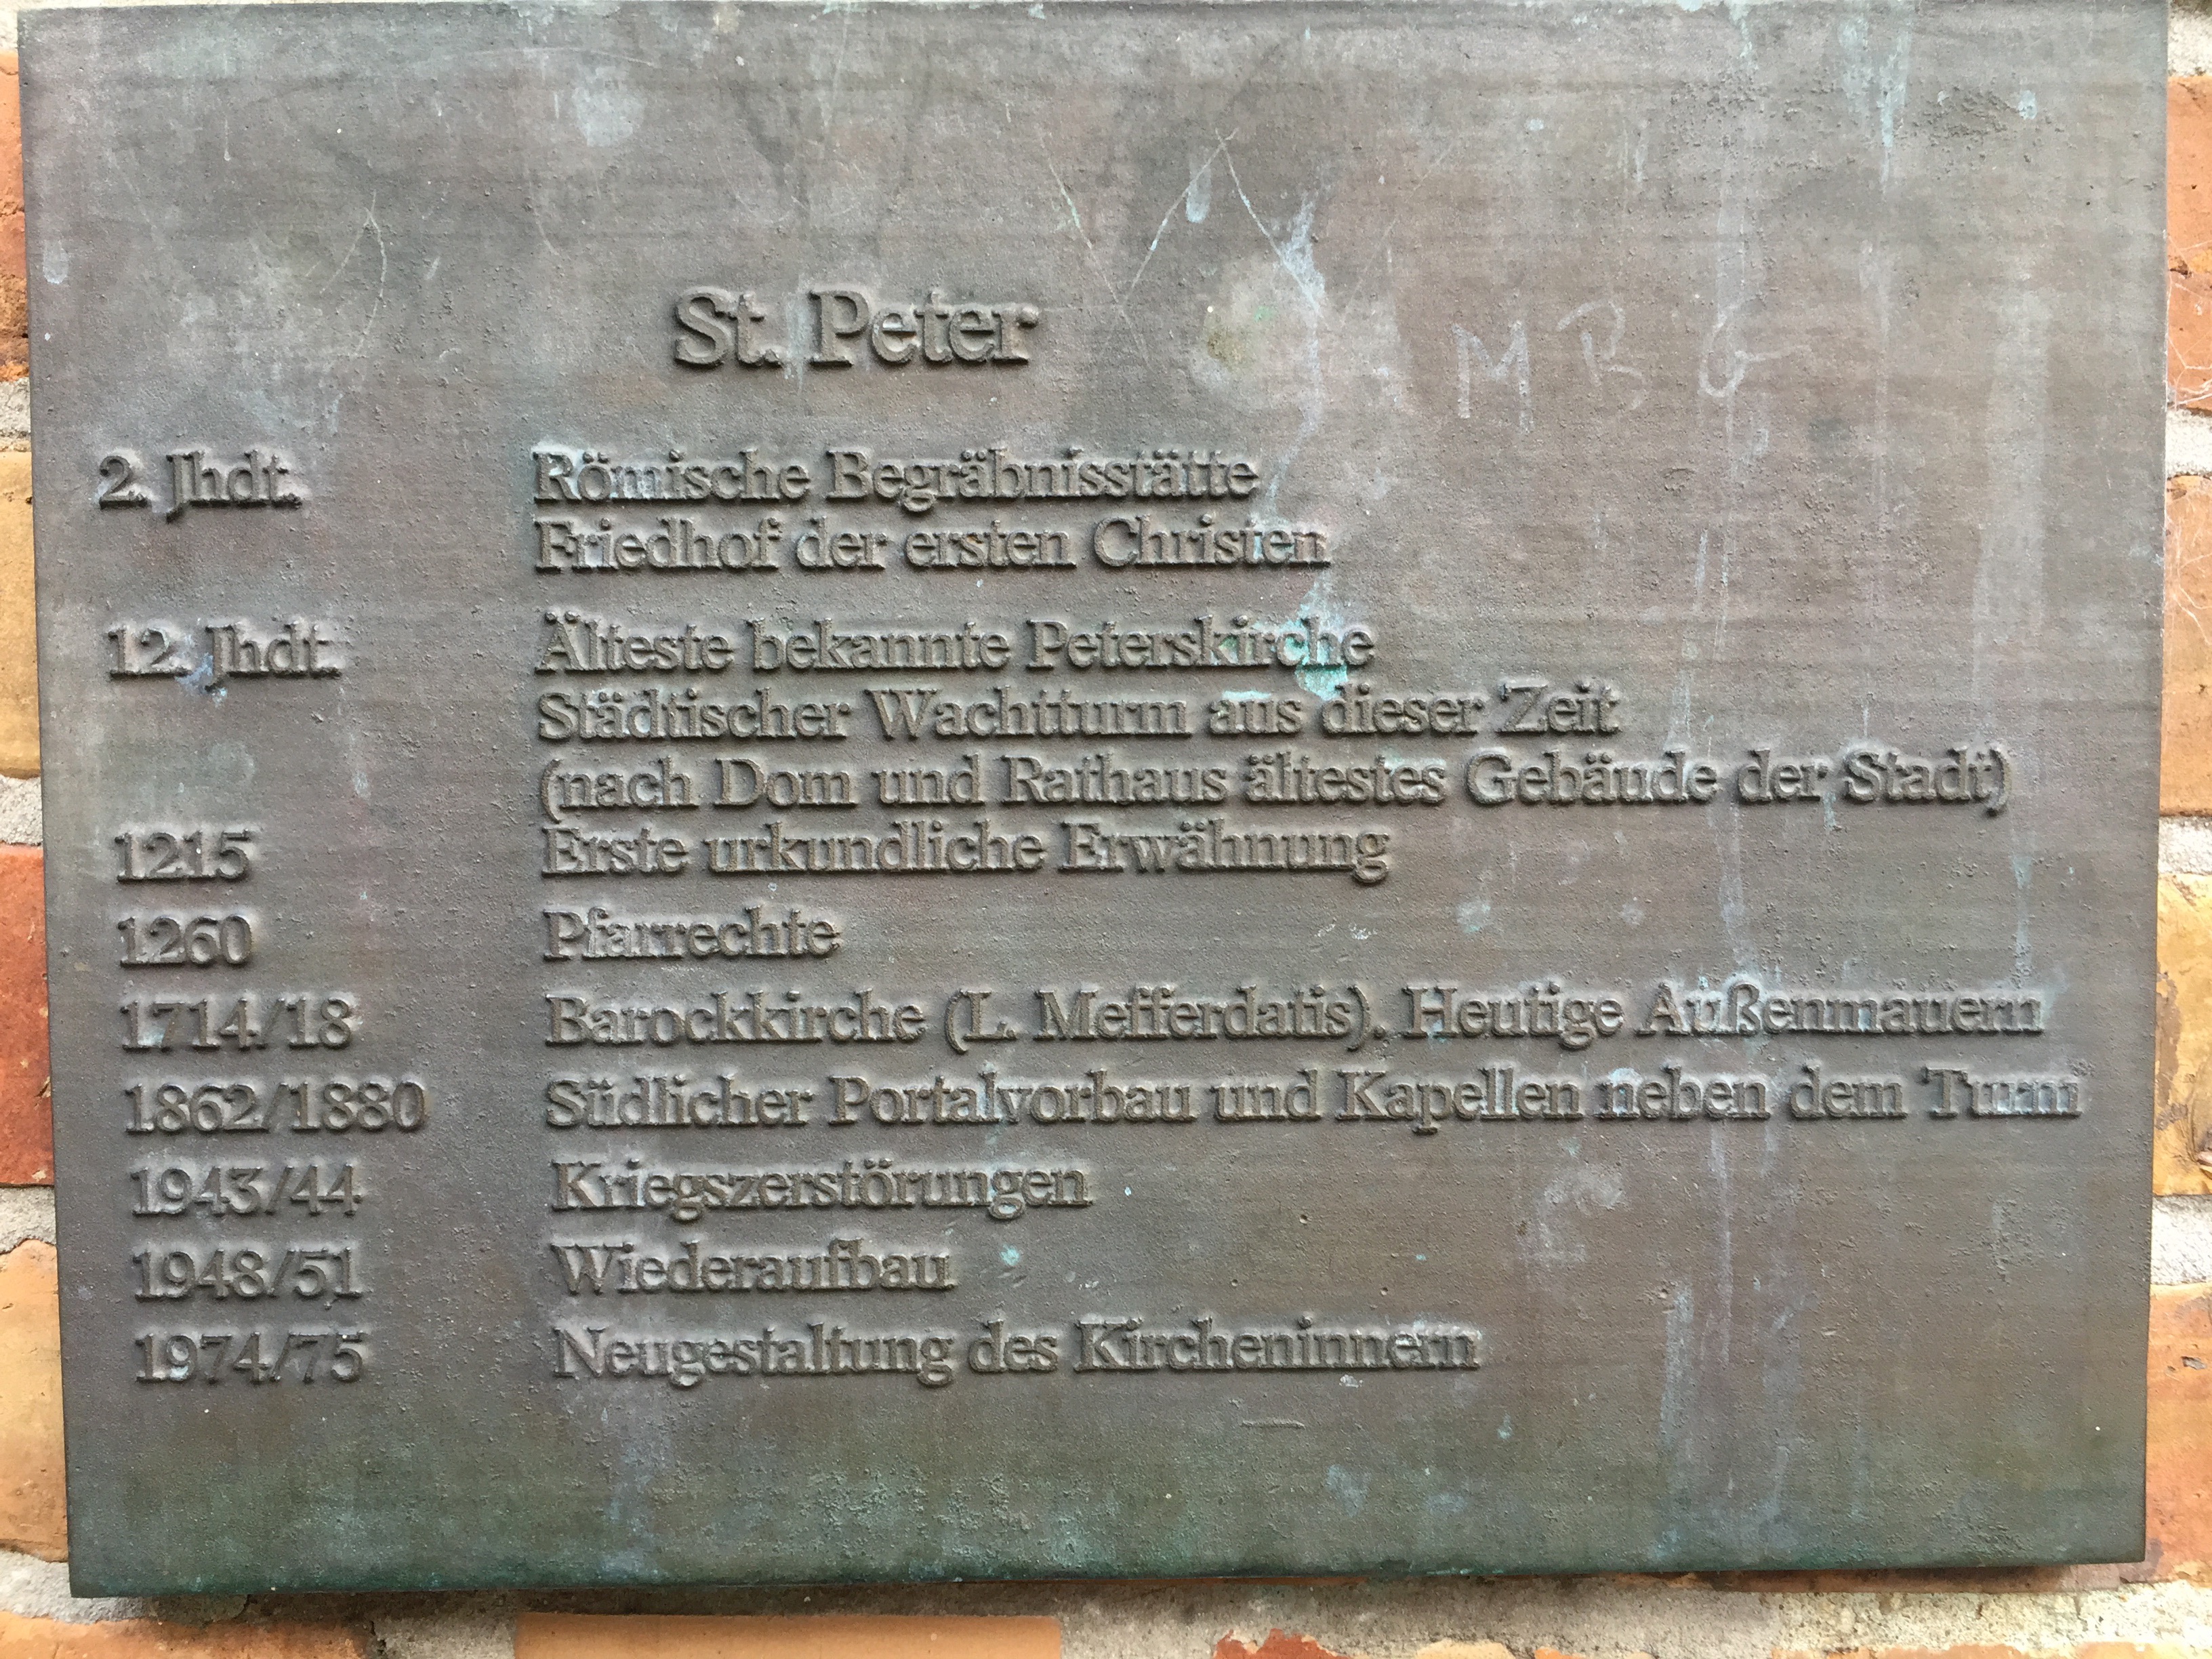 St. Peter
M B G
2. Jhdt. Römische Begräbnisstätte
Friedhof der ersten Christen
12. Jhdt. Älteste bekannte Peterskirche
Städtischer Wachtturm aus dieser Zeit
(nach Dom und Rathaus ältestes Gebäude der Stadt)
1215 Erste urkundliche Erwähnung
1260 Pfarrechte
1714/18 Barockkirche (L. Mefferdatis). Heutige Außenmauern
1862/1880 Südlicher Portalvorbau und Kapellen neben dem Turm
1943/44 Kriegszerstörungen
1948/51 Wiederaufbau
1974/75 Neugestaltung des Kircheninnern